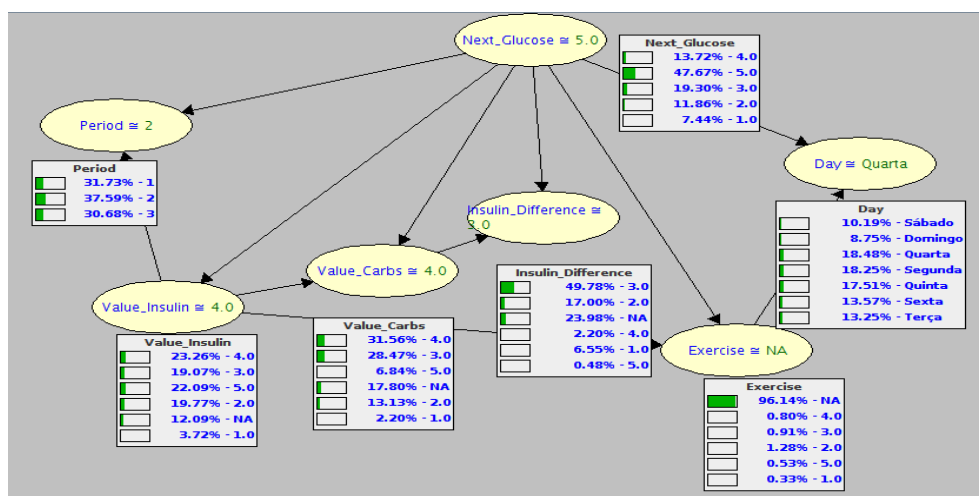 Next_Glucose ≅ 5.0
Next_Glucose
13.72% - 4.0
47.67% - 5.0
19.30% - 3.0
11.86% - 2.0
7.44% - 1.0
Period ≅ 2
Period
31.73% - 1
37.59% - 2
30.68% - 3
Day ≅ Quarta
Day
10.19% - Sábado
8.75% - Domingo
18.48% - Quarta
18.25% - Segunda
17.51% - Quinta
13.57% - Sexta
13.25% - Terça
Insulin_Difference ≅
3.0
Insulin_Difference
49.78% - 3.0
17.00% - 2.0
23.98% - NA
2.20% - 4.0
6.55% - 1.0
0.48% - 5.0
Value_Carbs ≅ 4.0
Value_Carbs
31.56% - 4.0
28.47% - 3.0
6.84% - 5.0
17.80% - NA
13.13% - 2.0
2.20% - 1.0
Value_Insulin ≅ 4.0
Value_Insulin
23.26% - 4.0
19.07% - 3.0
22.09% - 5.0
19.77% - 2.0
12.09% - NA
3.72% - 1.0
Exercise ≅ NA
Exercise
96.14% - NA
0.80% - 4.0
0.91% - 3.0
1.28% - 2.0
0.53% - 5.0
0.33% - 1.0